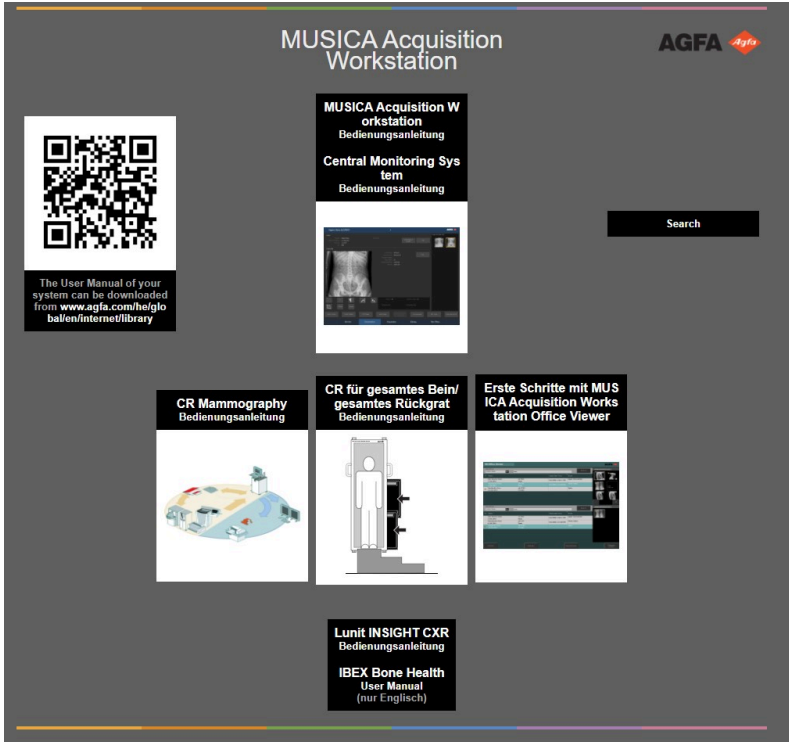 MUSICA Acquisition
Workstation
AGFA
Agfa
MUSICA Acquisition W
orkstation
Bedienungsanleitung
Central Monitoring Sys
tem
Bedienungsanleitung
Search
The User Manual of your
system can be downloaded
from www.agfa.com/he/glo
bal/en/internet/library
CR Mammography
Bedienungsanleitung
CR für gesamtes Bein/
gesamtes Rückgrat
Bedienungsanleitung
Erste Schritte mit MUS
ICA Acquisition Works
tation Office Viewer
Lunit INSIGHT CXR
Bedienungsanleitung
IBEX Bone Health
User Manual
(nur Englisch)